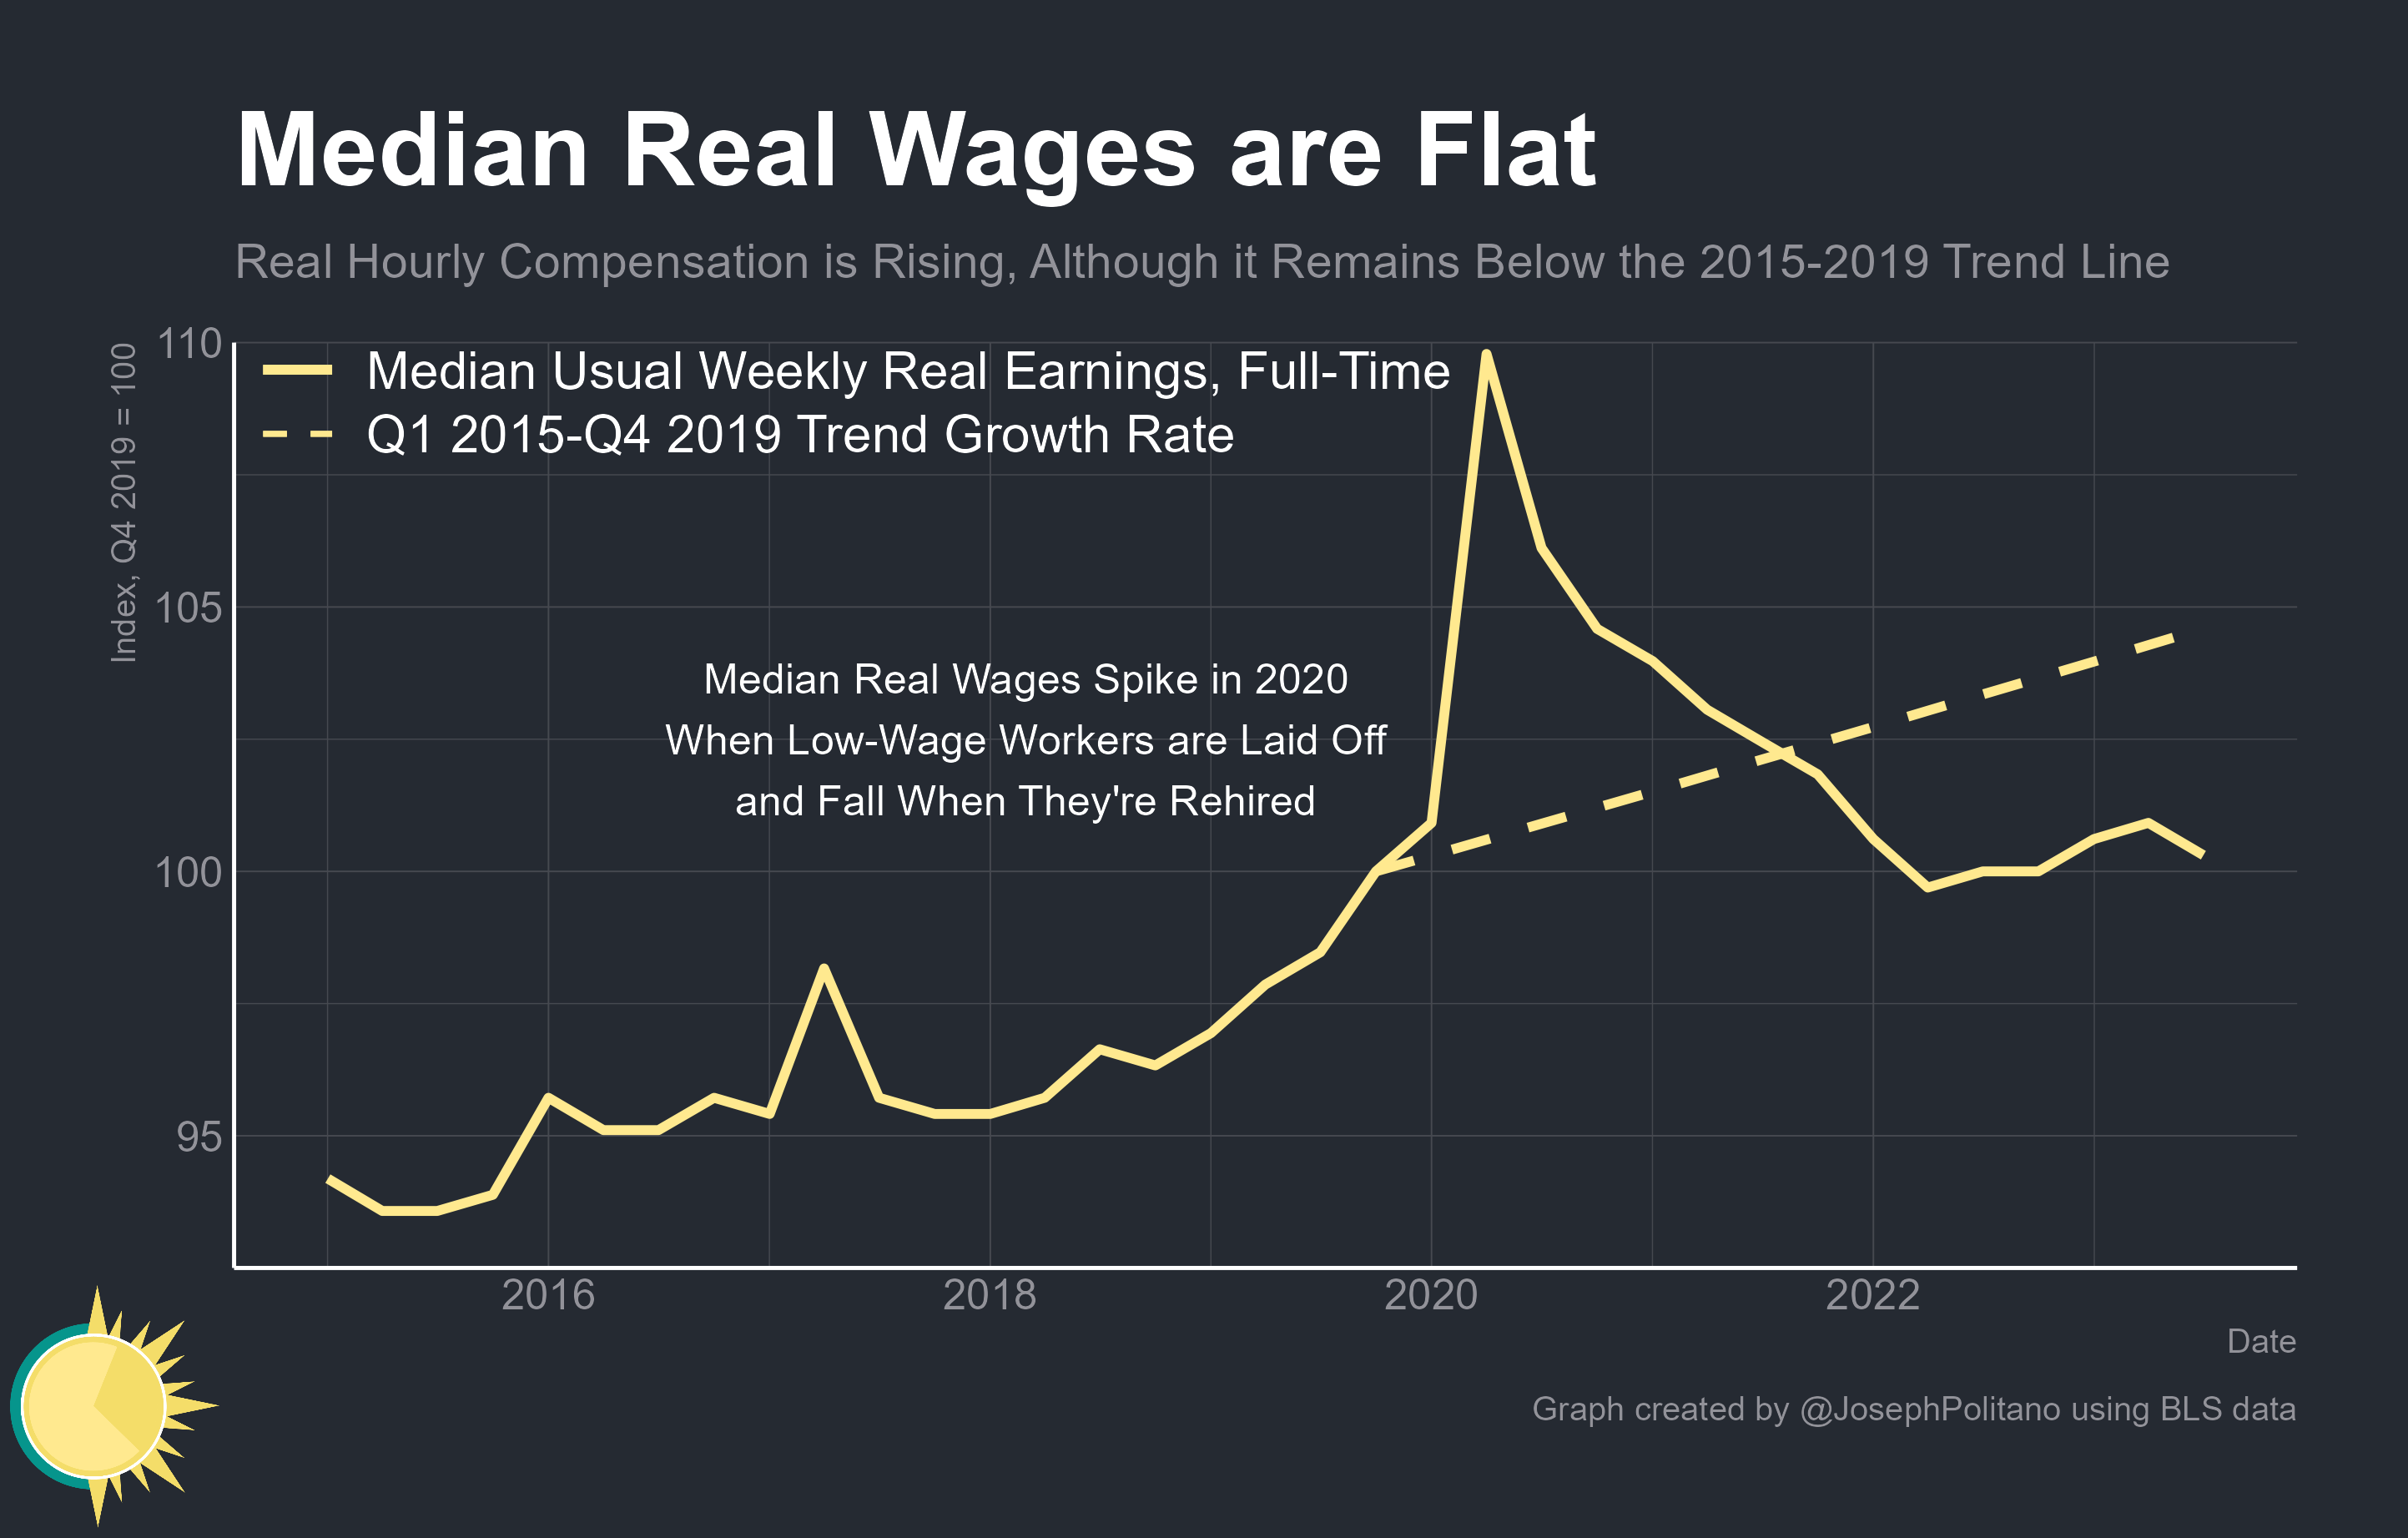 Median Real Wages are Flat
Real Hourly Compensation is Rising, Although it Remains Below the 2015-2019 Trend Line
Index, Q4 2019 = 100
110
105
100
95
Median Usual Weekly Real Earnings, Full-Time
Q1 2015-Q4 2019 Trend Growth Rate
Median Real Wages Spike in 2020
When Low-Wage Workers are Laid Off
and Fall When They're Rehired
2016
2018
2020
2022
Date
Graph created by @JosephPolitano using BLS data